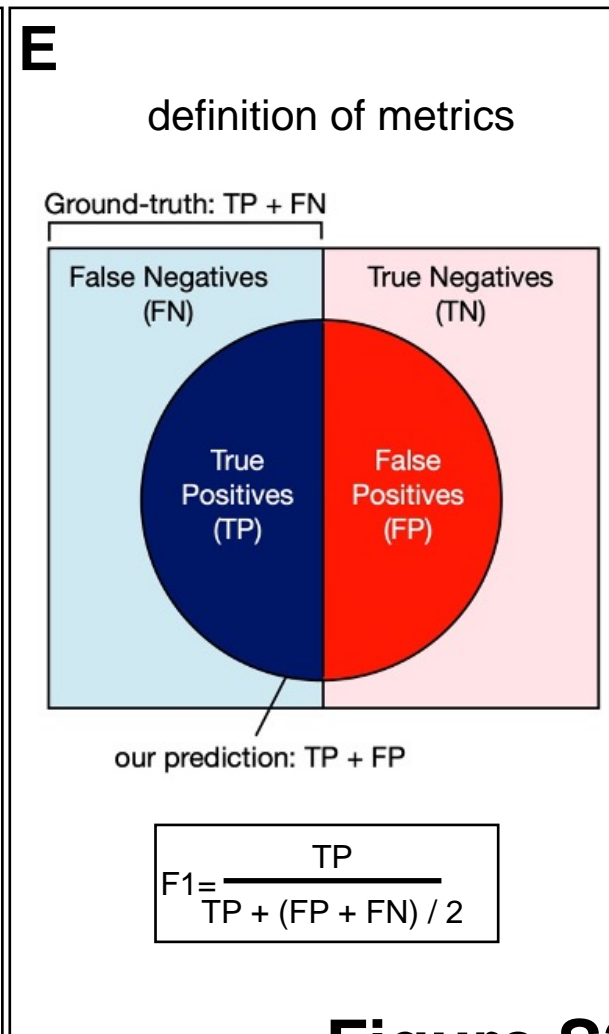 E
definition of metrics
Ground-truth: TP + FN
False Negatives
(FN)
True Negatives
(TN)
True
Positives
(TP)
False
Positives
(FP)
our prediction: TP + FP
TP
F1=
TP + (FP + FN) / 2
Figure